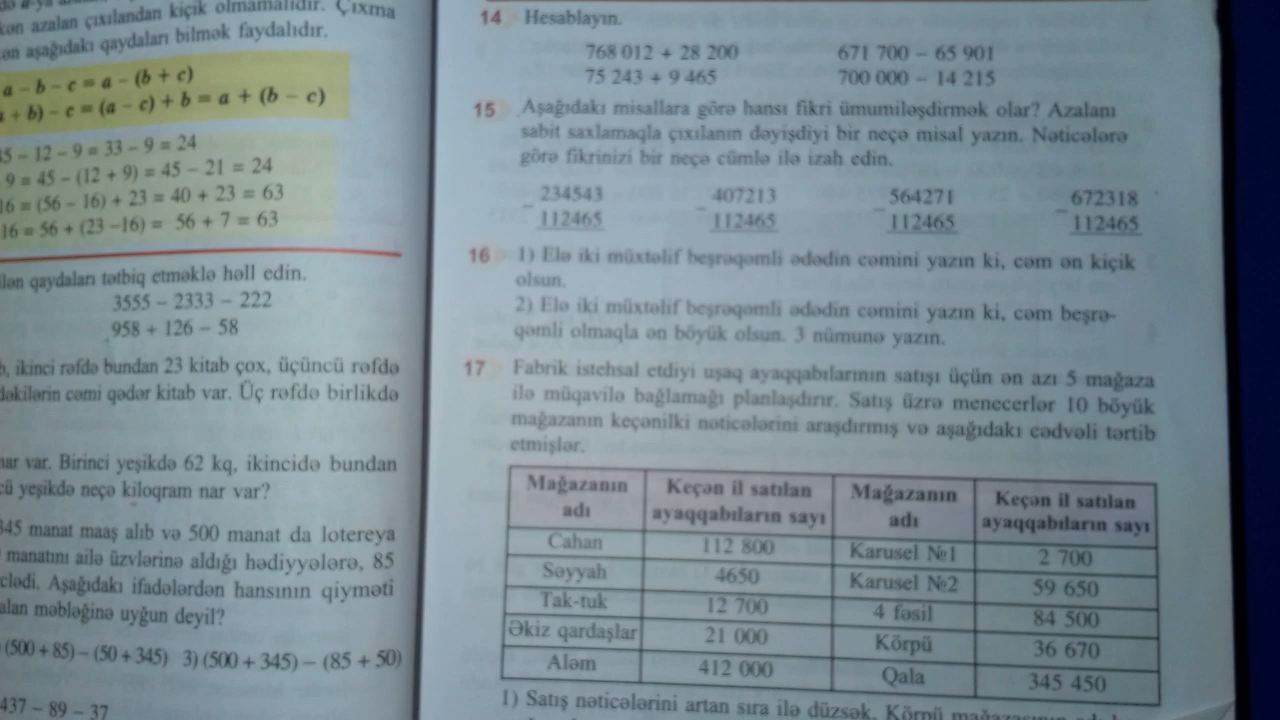 kən azalan çıxılandan kiçik olmamalıdır. Çıxma
aşağıdakı qaydaları bilmək faydalıdır.
a – b – c = a – (b + c)
+ b) – c = (a – c) + b = a + (b – c)
– 12 – 9 = 33 – 9 = 24
9 = 45 – (12 + 9) = 45 – 21 = 24
16 = (56 – 16) + 23 = 40 + 23 = 63
16 = 56 + (23 –16) = 56 + 7 = 63
qaydaları tətbiq etməklə həll edin.
3555 – 2333 – 222
958 + 126 – 58
ikinci rəfdə bundan 23 kitab çox, üçüncü rəfdə
cəmi qədər kitab var. Üç rəfdə birlikdə
var. Birinci yeşikdə 62 kq, ikincidə bundan
yeşikdə neçə kiloqram nar var?
345 manat maaş alıb və 500 manat da lotereya
manatını ailə üzvlərinə aldığı hədiyyələrə, 85
Aşağıdakı ifadələrdən hansının qiyməti
məbləğinə uyğun deyil?
(500 + 85) – (50 + 345) 3) (500 + 345) – (85 + 50)
437 – 89 – 37
14 Hesablayın.
768 012 + 28 200 671 700 – 65 901
75 243 + 9 465 700 000 – 14 215
15 Aşağıdakı misallara görə hansı fikri ümumiləşdirmək olar? Azalanı
sabit saxlamaqla çıxılanın dəyişdiyi bir neçə misal yazın. Nəticələrə
görə fikrinizi bir neçə cümlə ilə izah edin.
– 234543 – 407213 – 564271 – 672318
112465 112465 112465 112465
16 1) Elə iki müxtəlif beşrəqəmli ədədin cəmini yazın ki, cəm ən kiçik
olsun.
2) Elə iki müxtəlif beşrəqəmli ədədin cəmini yazın ki, cəm beşrə-
qəmli olmaqla ən böyük olsun. 3 nümunə yazın.
17 Fabrik istehsal etdiyi uşaq ayaqqabılarının satışı üçün ən azı 5 mağaza
ilə müqavilə bağlamağı planlaşdırır. Satış üzrə menecerlər 10 böyük
mağazanın keçənilki nəticələrini araşdırmış və aşağıdakı cədvəli tərtib
etmişlər.
Mağazanın Keçən il satılan Mağazanın Keçən il satılan
adı ayaqqabıların sayı adı ayaqqabıların sayı
Cahan 112 800 Karusel №1 2 700
Səyyah 4650 Karusel №2 59 650
Tak-tuk 12 700 4 fəsil 84 500
Əkiz qardaşlar 21 000 Körpü 36 670
Aləm 412 000 Qala 345 450
1) Satış nəticələrini artan sıra ilə düzsək, Körpü